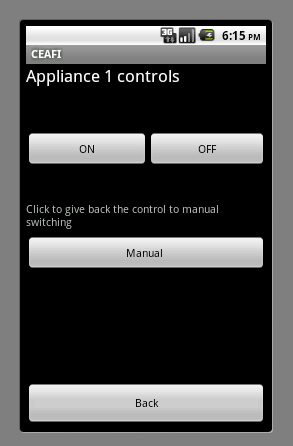 3G 6:15 PM
CEAFI
Appliance 1 controls
ON OFF
Click to give back the control to manual
switching
Manual
Back